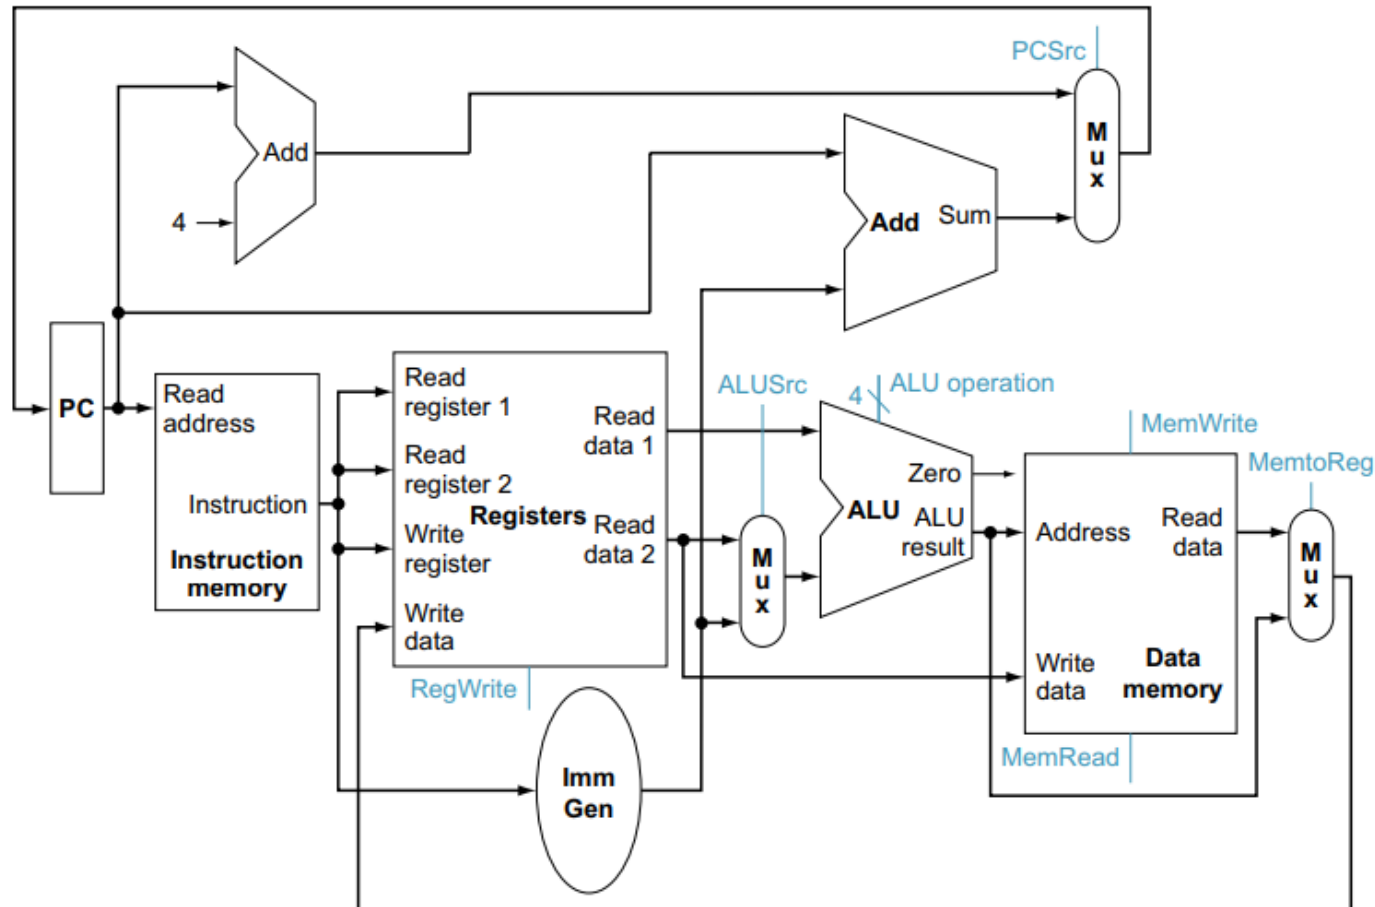 PCSrc
M
u
x
Add
4
Add
Sum
PC
Read
address
Instruction
Instruction
memory
Read
register 1
Read
register 2
Write
register
Write
data
Registers
Read
data 1
Read
data 2
RegWrite
Imm
Gen
ALUSrc
M
u
x
4
ALU operation
Zero
ALU
ALU
result
MemWrite
Address
Read
data
Write
data
Data
memory
MemRead
MemtoReg
M
u
x